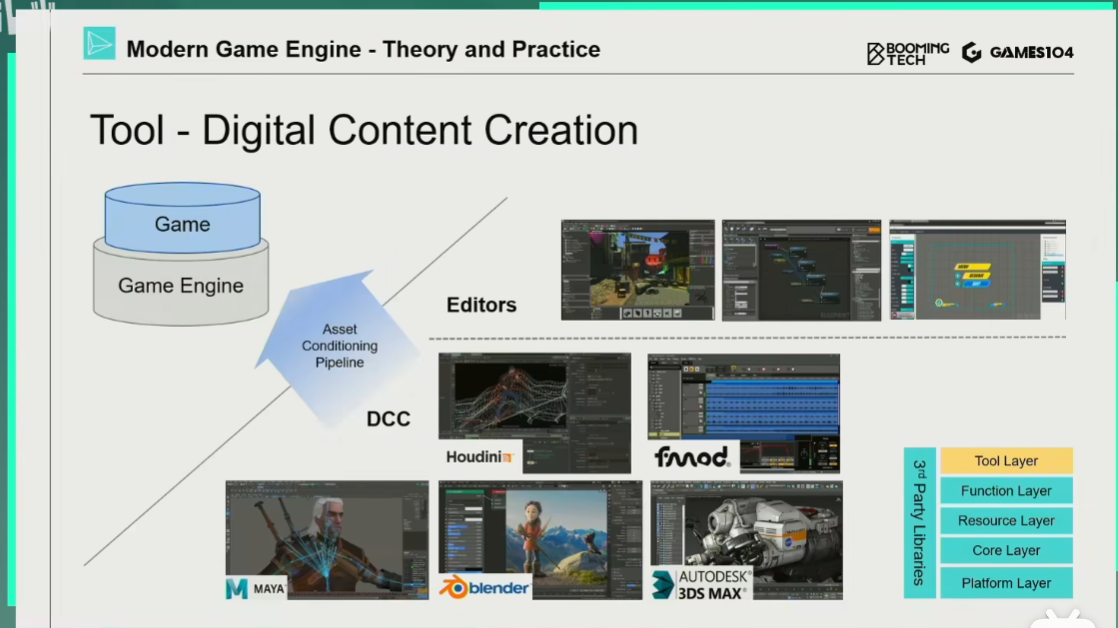 Modern Game Engine - Theory and Practice
BOOMING
TECH
GAMES104
Tool - Digital Content Creation
Game
Game Engine
Asset
Conditioning
Pipeline
Editors
DCC
Houdini
fmod
MAYA
blender
AUTODESK®
3DS MAX®
3rd Party Libraries
Tool Layer
Function Layer
Resource Layer
Core Layer
Platform Layer